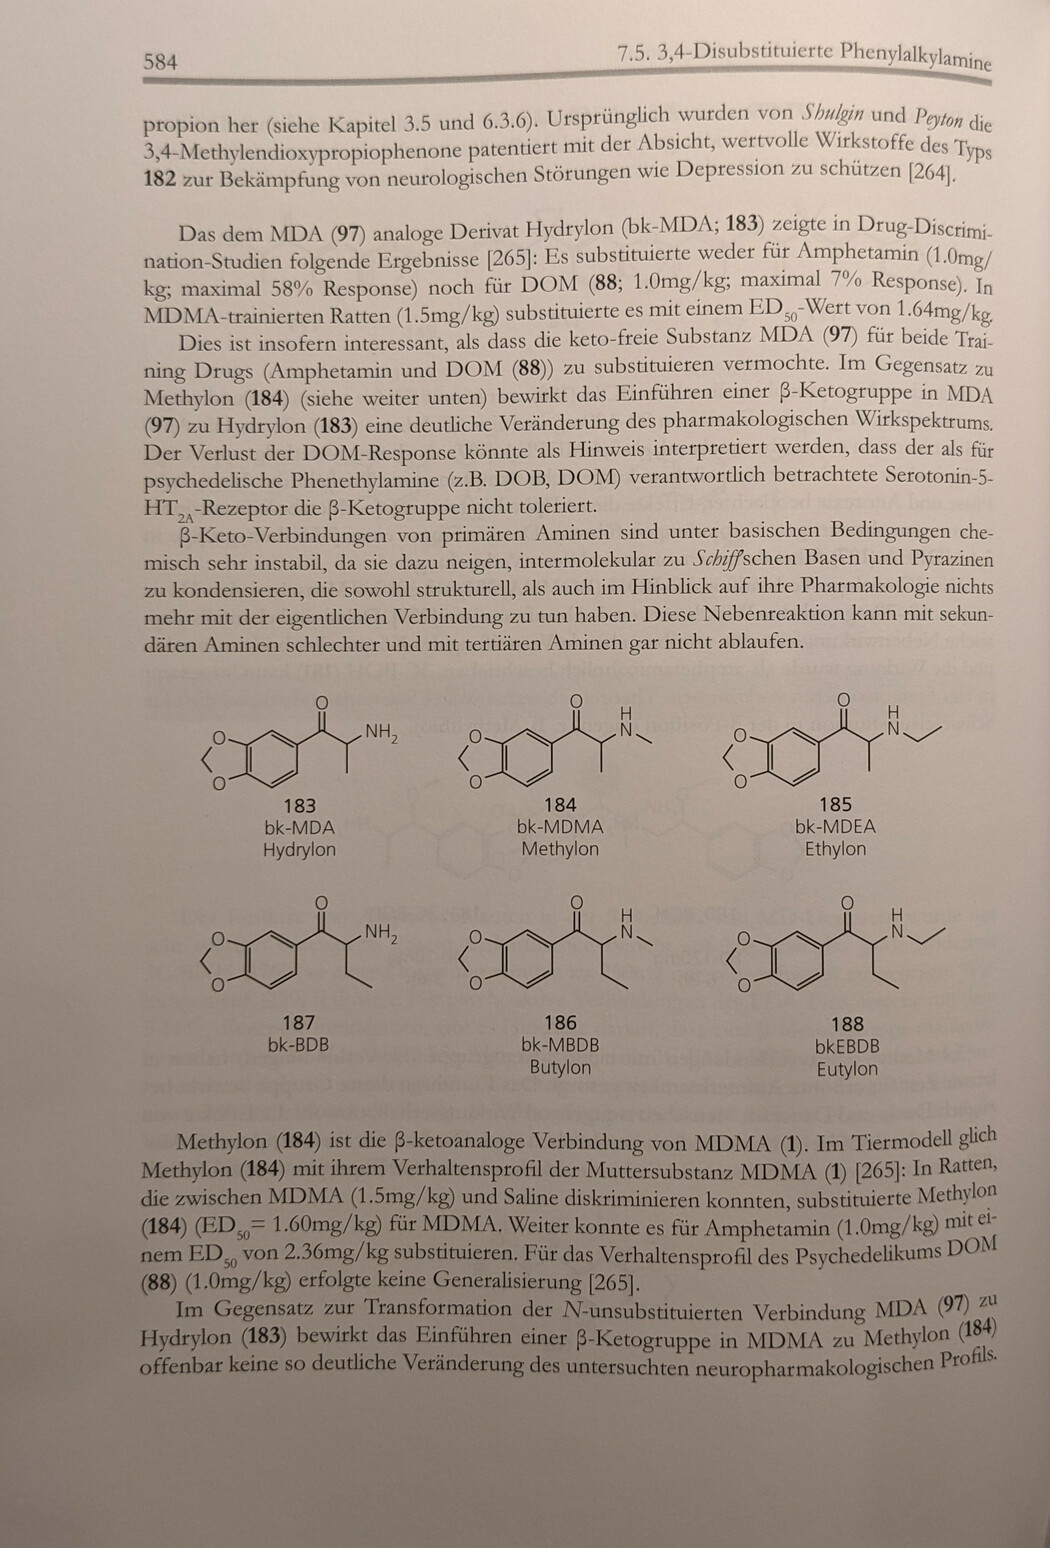 584
7.5. 3,4-Disubstituierte Phenylalkylamine
propion her (siehe Kapitel 3.5 und 6.3.6). Ursprünglich wurden von Shulgin und Peyton die
3,4-Methylendioxypropiophenone patentiert mit der Absicht, wertvolle Wirkstoffe des Typs
182 zur Bekämpfung von neurologischen Störungen wie Depression zu schützen [264].
Das dem MDA (97) analoge Derivat Hydrylon (bk-MDA; 183) zeigte in Drug-Discrimi-
nation-Studien folgende Ergebnisse [265]: Es substituierte weder für Amphetamin (1.0mg/
kg; maximal 58% Response) noch für DOM (88; 1.0mg/kg; maximal 7% Response). In
MDMA-trainierten Ratten (1.5mg/kg) substituierte es mit einem ED50-Wert von 1.64mg/kg.
Dies ist insofern interessant, als dass die keto-freie Substanz MDA (97) für beide Trai-
ning Drugs (Amphetamin und DOM (88)) zu substituieren vermochte. Im Gegensatz zu
Methylon (184) (siehe weiter unten) bewirkt das Einführen einer β-Ketogruppe in MDA
(97) zu Hydrylon (183) eine deutliche Veränderung des pharmakologischen Wirkspektrums.
Der Verlust der DOM-Response könnte als Hinweis interpretiert werden, dass der als für
psychedelische Phenethylamine (z.B. DOB, DOM) verantwortlich betrachtete Serotonin-5-
HT2A-Rezeptor die β-Ketogruppe nicht toleriert.
β-Keto-Verbindungen von primären Aminen sind unter basischen Bedingungen che-
misch sehr instabil, da sie dazu neigen, intermolekular zu Schiff'schen Basen und Pyrazinen
zu kondensieren, die sowohl strukturell, als auch im Hinblick auf ihre Pharmakologie nichts
mehr mit der eigentlichen Verbindung zu tun haben. Diese Nebenreaktion kann mit sekun-
dären Aminen schlechter und mit tertiären Aminen gar nicht ablaufen.
O O O NH2
183
bk-MDA
Hydrylon
O O O H N
184
bk-MDMA
Methylon
O O O H N
185
bk-MDEA
Ethylon
O O O NH2
187
bk-BDB
O O O H N
186
bk-MBDB
Butylon
O O O H N
188
bkEBDB
Eutylon
Methylon (184) ist die β-ketoanaloge Verbindung von MDMA (1). Im Tiermodell glich
Methylon (184) mit ihrem Verhaltensprofil der Muttersubstanz MDMA (1) [265]: In Ratten,
die zwischen MDMA (1.5mg/kg) und Saline diskriminieren konnten, substituierte Methylon
(184) (ED50= 1.60mg/kg) für MDMA. Weiter konnte es für Amphetamin (1.0mg/kg) mit ei-
nem ED50 von 2.36mg/kg substituieren. Für das Verhaltensprofil des Psychedelikums DOM
(88) (1.0mg/kg) erfolgte keine Generalisierung [265].
Im Gegensatz zur Transformation der N-unsubstituierten Verbindung MDA (97) zu
Hydrylon (183) bewirkt das Einführen einer β-Ketogruppe in MDMA zu Methylon (184)
offenbar keine so deutliche Veränderung des untersuchten neuropharmakologischen Profils.